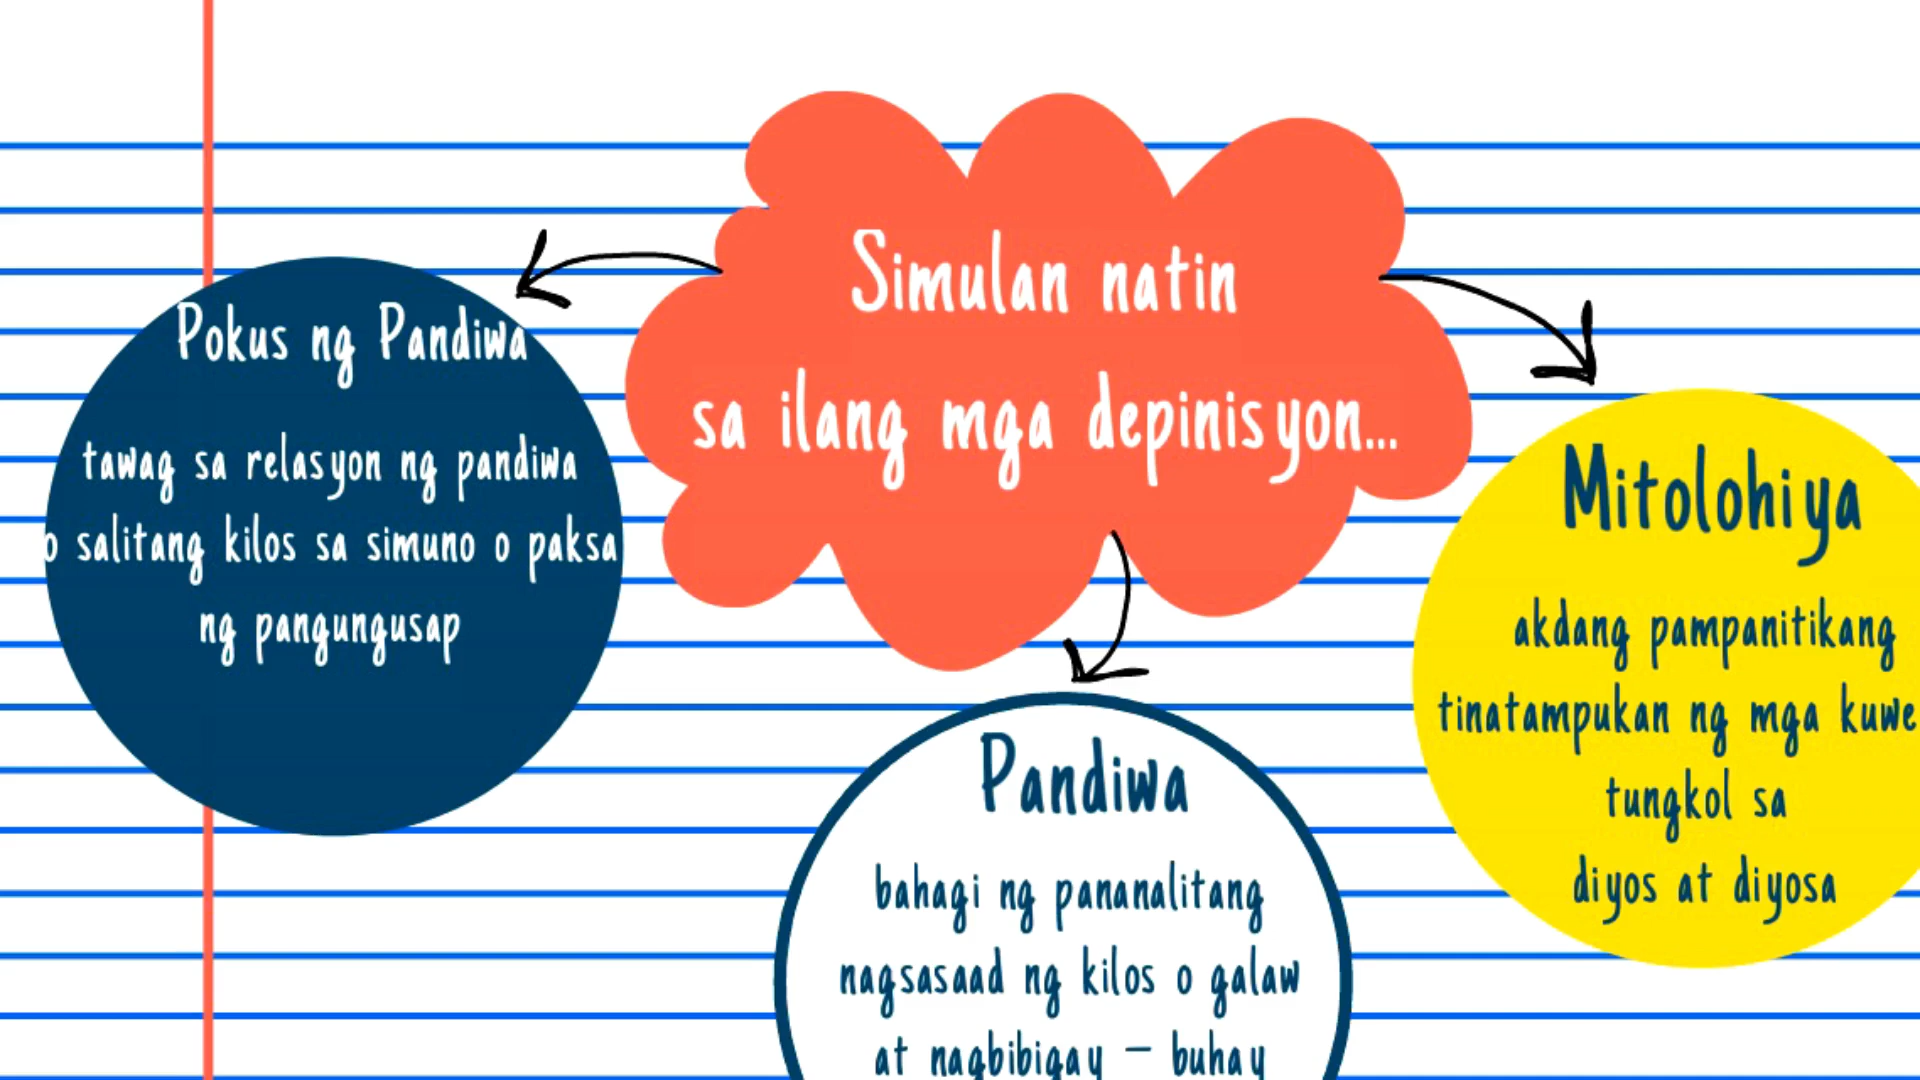 Simulan natin
sa ilang mga depinisyon...
Pokus ng Pandiwa
tawag sa relasyon ng pandiwa
o salitang kilos sa simuno o paksa
ng pangungusap
Pandiwa
bahagi ng pananalitang
nagsasaad ng kilos o galaw
at nagbibigay – buhay
Mitolohiya
akdang pampanitikang
tinatampukan ng mga
tungkol sa
diyos at diyosa